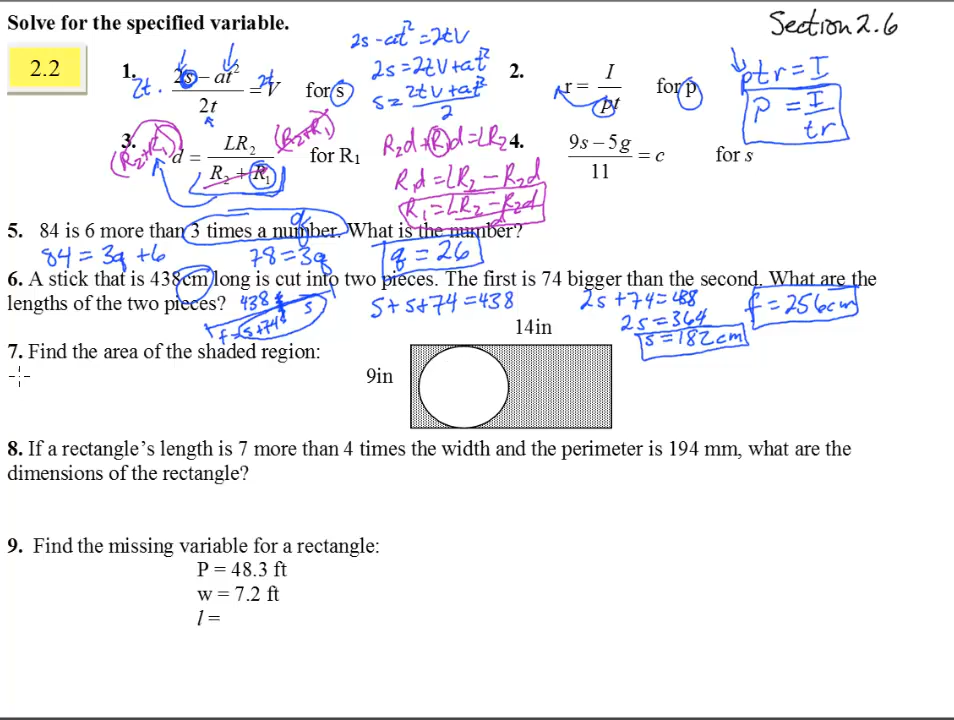 Solve for the specified variable.
Section 2.6
2.2
1. 2t · (2s − at²)/(2t) = V · 2t for s
2s - at² = 2tV
2s = 2tV + at²
s = (2tV + at²)/2
2. r = I/(pt) for p
ptr = I
p = I/(tr)
3. (R₂+R₁) d = LR₂/(R₂ + R₁) (R₂+R₁) for R₁
R₂d + R₁d = LR₂
R₁d = LR₂ − R₂d
R₁ = (LR₂ − R₂d)/d
4. (9s − 5g)/11 = c for s
q
5. 84 is 6 more than 3 times a number. What is the number?
84 = 3q + 6 78 = 3q q = 26
6. A stick that is 438cm long is cut into two pieces. The first is 74 bigger than the second. What are the
lengths of the two pieces? 438 s s + s + 74 = 438 2s + 74 = 438 f = 256cm
f = s + 74 2s = 364
s = 182cm
14in
7. Find the area of the shaded region:
9in
8. If a rectangle’s length is 7 more than 4 times the width and the perimeter is 194 mm, what are the
dimensions of the rectangle?
9. Find the missing variable for a rectangle:
P = 48.3 ft
w = 7.2 ft
l =